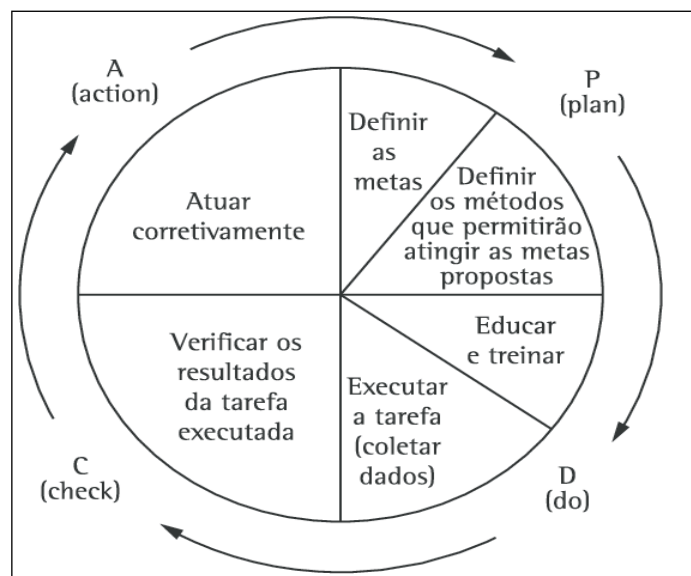 A
(action)
P
(plan)
Definir
as
metas
Definir
os métodos
que permitirão
atingir as metas
propostas
Atuar
corretivamente
Educar
e treinar
Verificar os
resultados
da tarefa
executada
Executar
a tarefa
(coletar
dados)
C
(check)
D
(do)